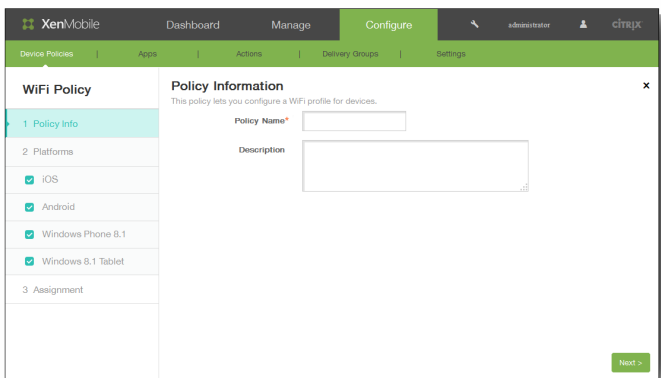 XenMobile Dashboard Manage Configure administrator CITRIX
Device Policies | Apps | Actions | Delivery Groups | Settings
WiFi Policy
Policy Information
This policy lets you configure a WiFi profile for devices.
x
1 Policy Info
Policy Name*
2 Platforms
Description
iOS
Android
Windows Phone 8.1
Windows 8.1 Tablet
3 Assignment
Next >